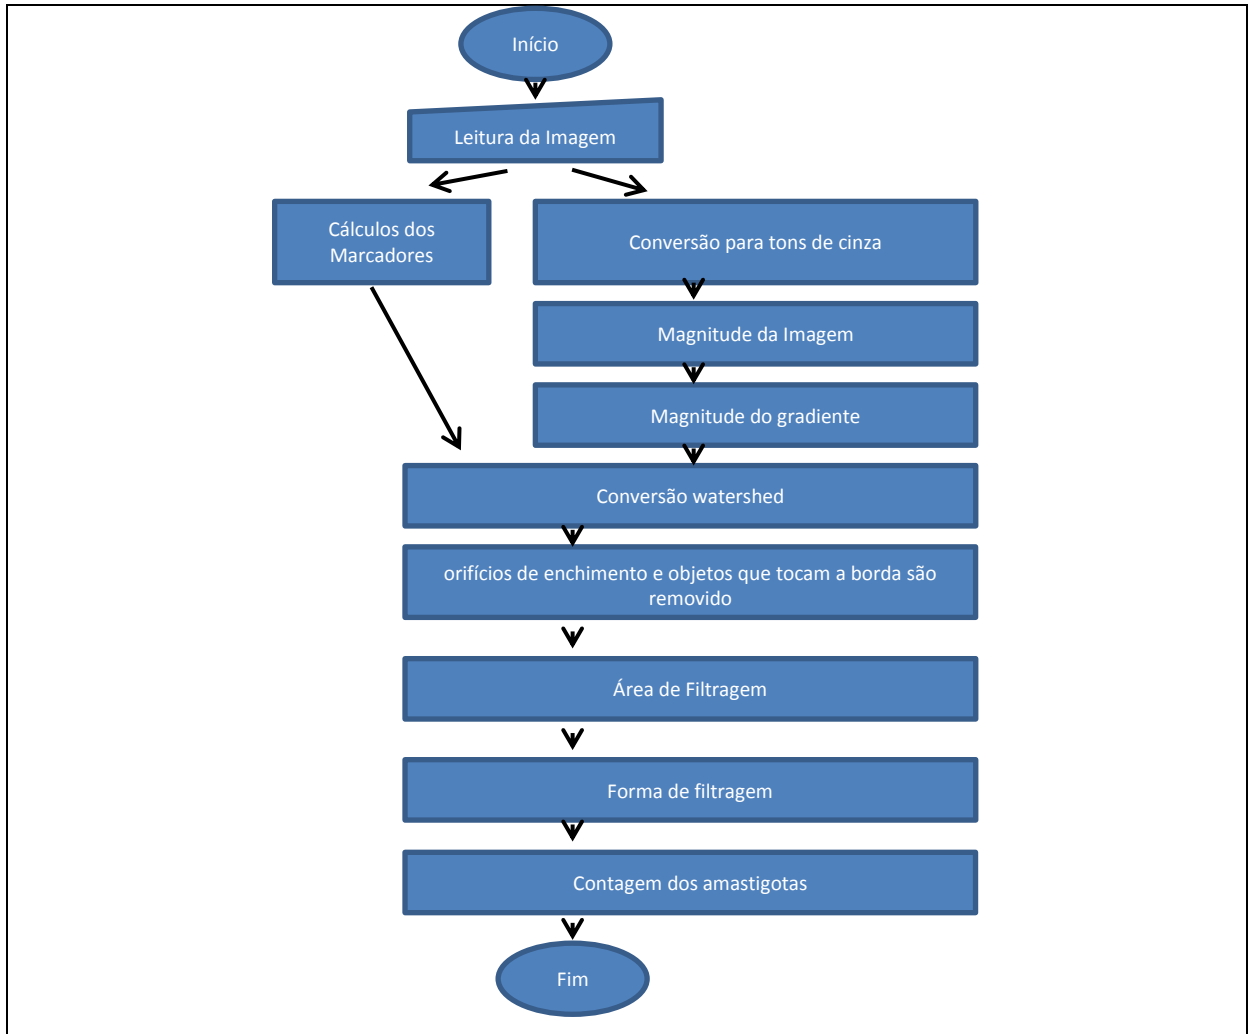 Início
Leitura da Imagem
Cálculos dos
Marcadores
Conversão para tons de cinza
Magnitude da Imagem
Magnitude do gradiente
Conversão watershed
orifícios de enchimento e objetos que tocam a borda são
removido
Área de Filtragem
Forma de filtragem
Contagem dos amastigotas
Fim